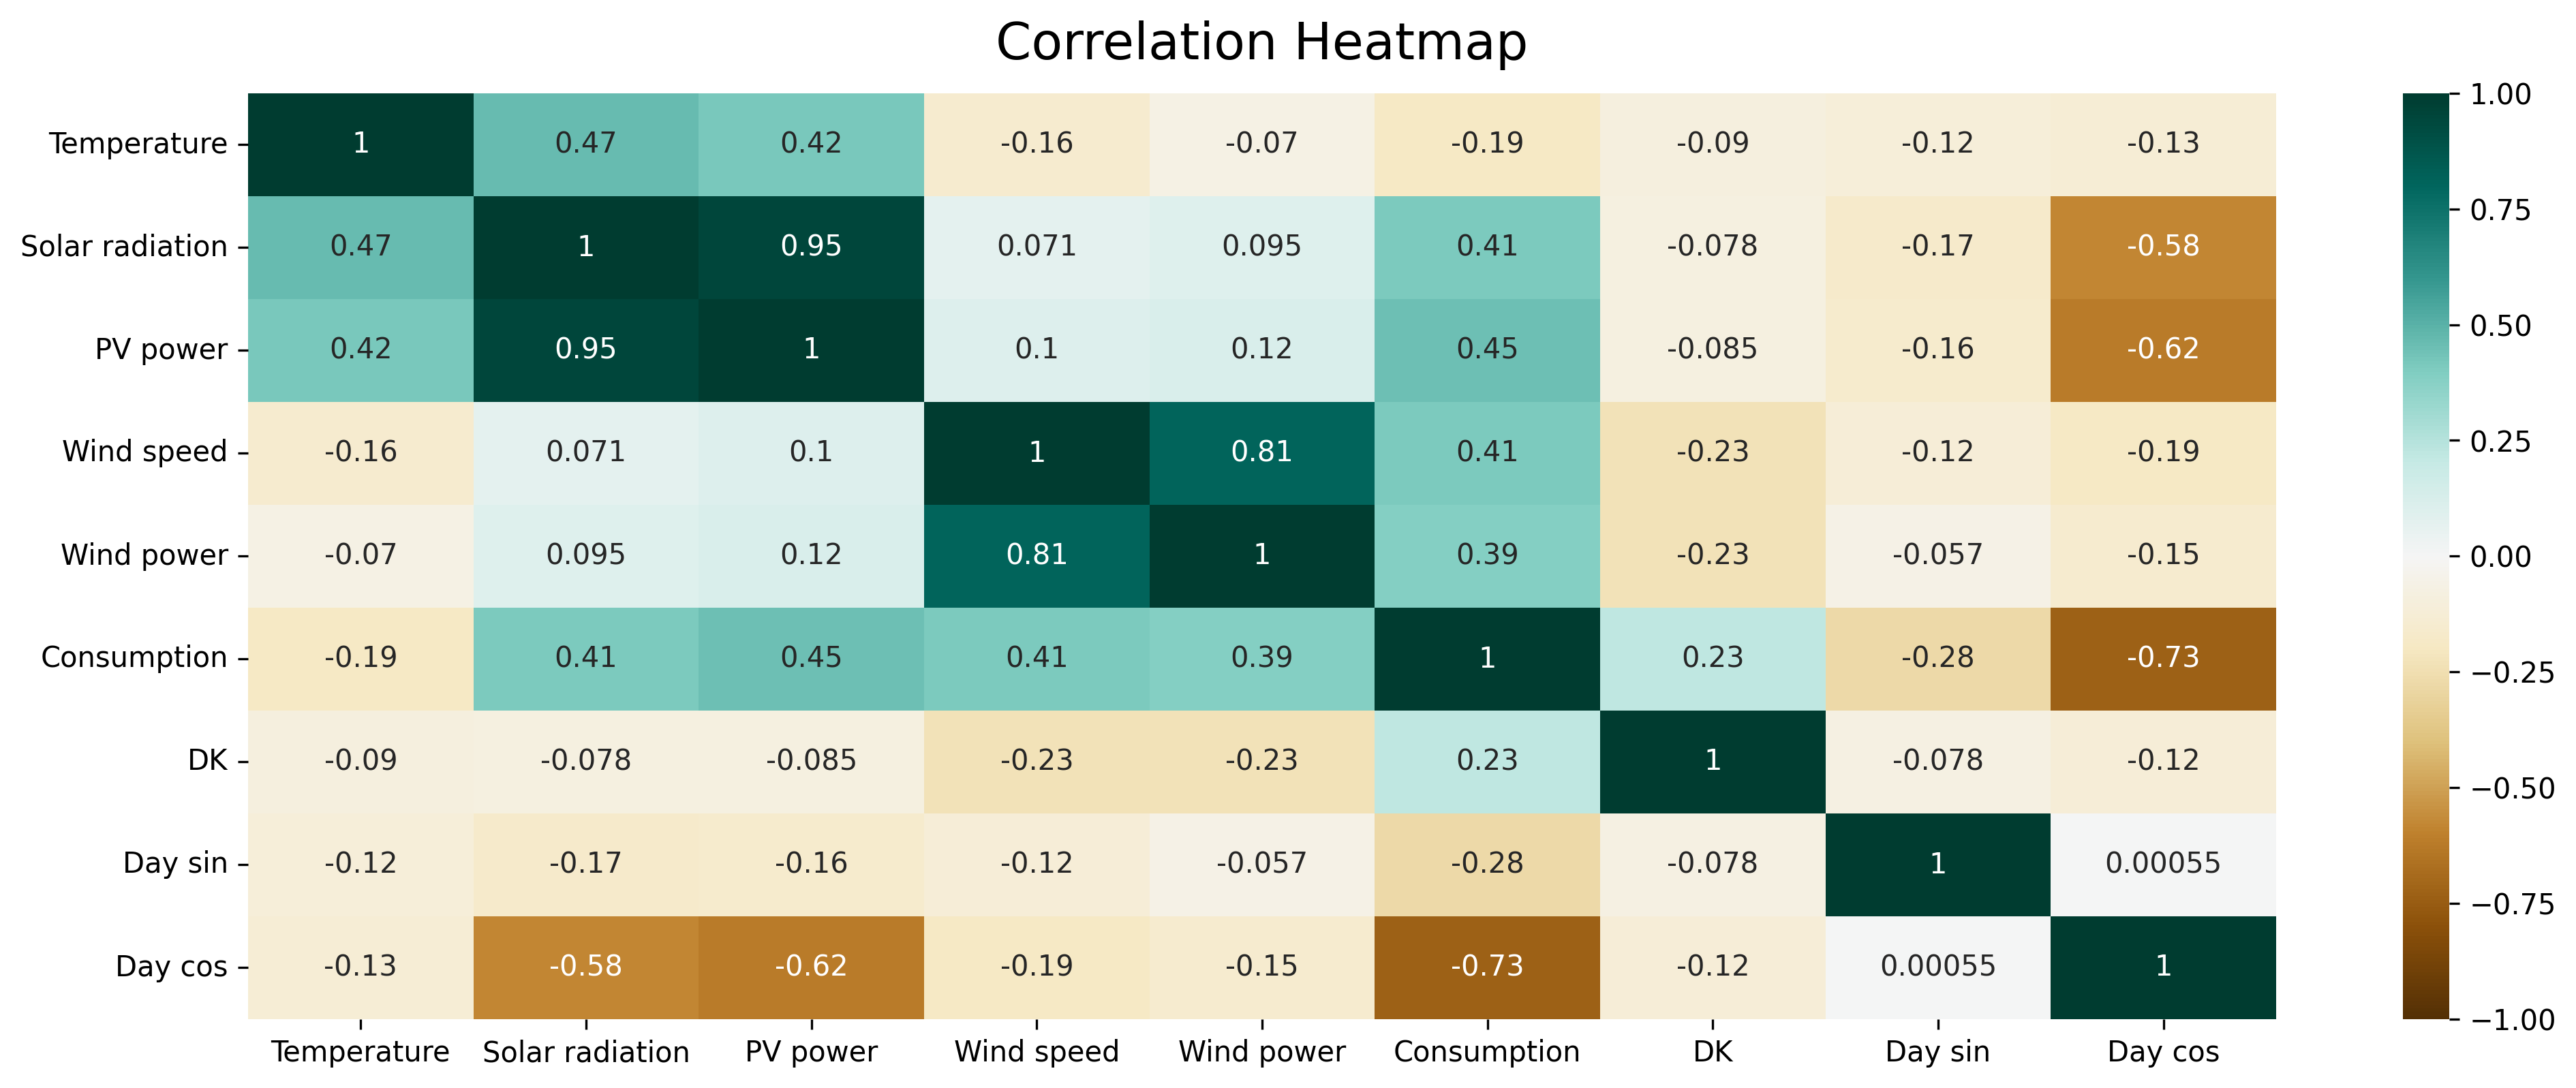 Correlation Heatmap
Temperature 1 0.47 0.42 -0.16 -0.07 -0.19 -0.09 -0.12 -0.13
Solar radiation 0.47 1 0.95 0.071 0.095 0.41 -0.078 -0.17 -0.58
PV power 0.42 0.95 1 0.1 0.12 0.45 -0.085 -0.16 -0.62
Wind speed -0.16 0.071 0.1 1 0.81 0.41 -0.23 -0.12 -0.19
Wind power -0.07 0.095 0.12 0.81 1 0.39 -0.23 -0.057 -0.15
Consumption -0.19 0.41 0.45 0.41 0.39 1 0.23 -0.28 -0.73
DK -0.09 -0.078 -0.085 -0.23 -0.23 0.23 1 -0.078 -0.12
Day sin -0.12 -0.17 -0.16 -0.12 -0.057 -0.28 -0.078 1 0.00055
Day cos -0.13 -0.58 -0.62 -0.19 -0.15 -0.73 -0.12 0.00055 1
Temperature Solar radiation PV power Wind speed Wind power Consumption DK Day sin Day cos
1.00
0.75
0.50
0.25
0.00
−0.25
−0.50
−0.75
−1.00